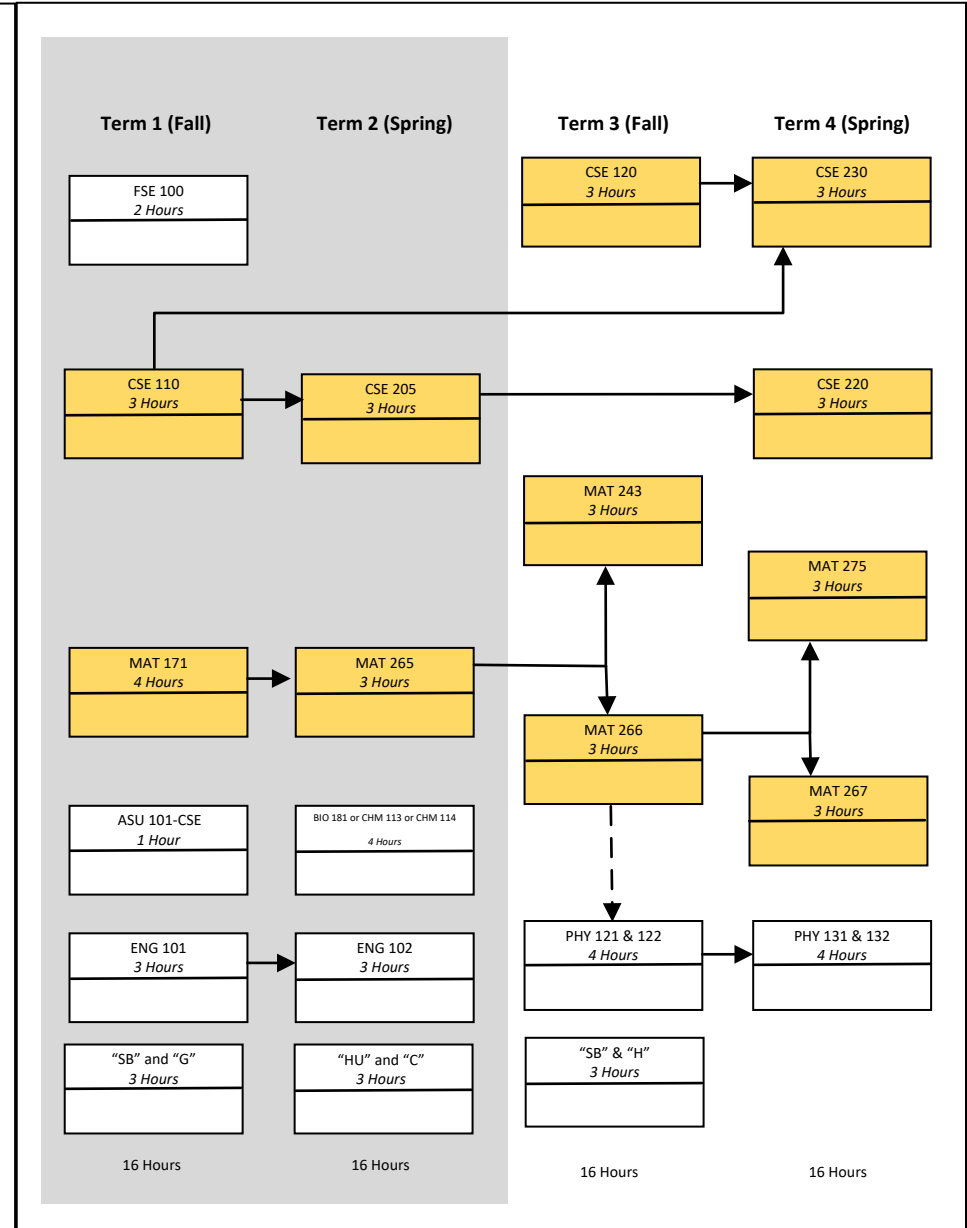 Term 1 (Fall)
Term 2 (Spring)
Term 3 (Fall)
Term 4 (Spring)
FSE 100
2 Hours
CSE 120
3 Hours
CSE 230
3 Hours
CSE 110
3 Hours
CSE 205
3 Hours
CSE 220
3 Hours
MAT 243
3 Hours
MAT 275
3 Hours
MAT 171
4 Hours
MAT 265
3 Hours
MAT 266
3 Hours
MAT 267
3 Hours
ASU 101-CSE
1 Hour
BIO 181 or CHM 113 or CHM 114
4 Hours
ENG 101
3 Hours
ENG 102
3 Hours
PHY 121 & 122
4 Hours
PHY 131 & 132
4 Hours
“SB” and “G”
3 Hours
“HU” and “C”
3 Hours
“SB” & “H”
3 Hours
16 Hours
16 Hours
16 Hours
16 Hours